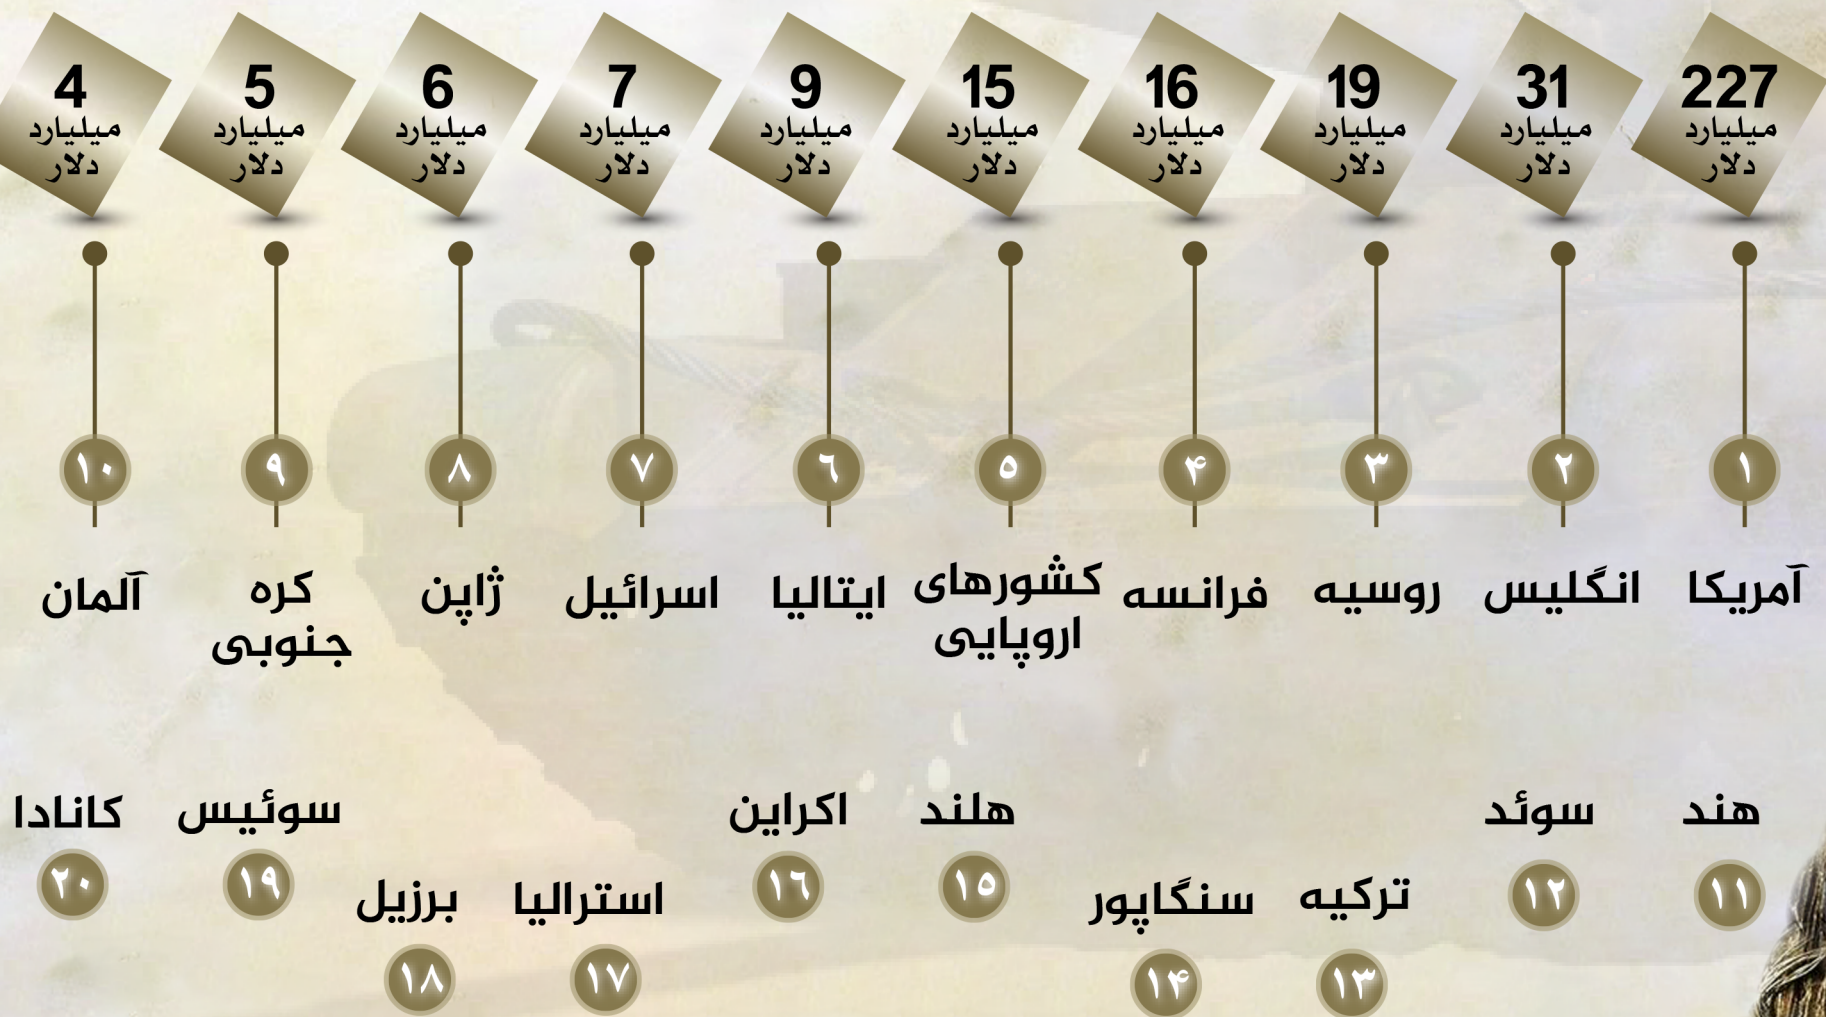 227
میلیارد
دلار
31
میلیارد
دلار
19
میلیارد
دلار
16
میلیارد
دلار
15
میلیارد
دلار
9
میلیارد
دلار
7
میلیارد
دلار
6
میلیارد
دلار
5
میلیارد
دلار
4
میلیارد
دلار
۱
۲
۳
۴
۵
٦
۷
۸
۹
۱۰
آمریکا
انگلیس
روسیه
فرانسه
کشورهای
اروپایی
ایتالیا
اسرائیل
ژاپن
کره
جنوبی
آلمان
هند
۱۱
سوئد
۱۲
ترکیه
۱۳
سنگاپور
۱۴
هلند
۱۵
اکراین
۱٦
استرالیا
۱۷
برزیل
۱۸
سوئیس
۱۹
کانادا
۲۰